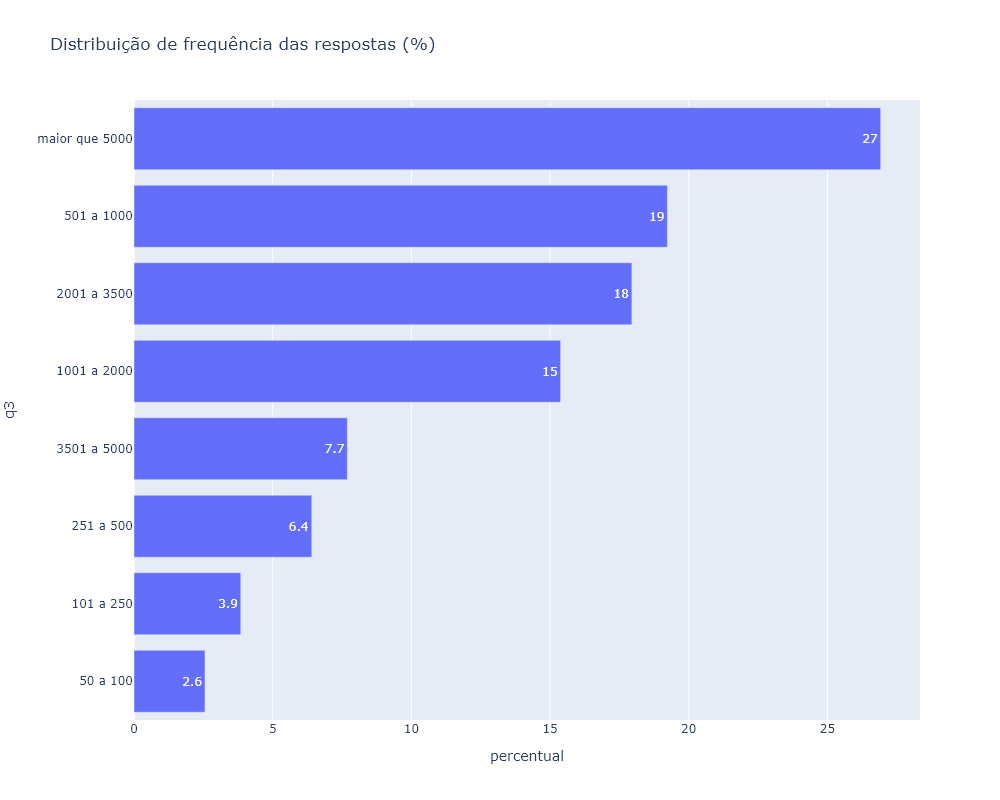 Distribuição de frequência das respostas (%)
maior que 5000
27
501 a 1000
19
2001 a 3500
18
1001 a 2000
15
3501 a 5000
7.7
251 a 500
6.4
101 a 250
3.9
50 a 100
2.6
q3
0 5 10 15 20 25
percentual